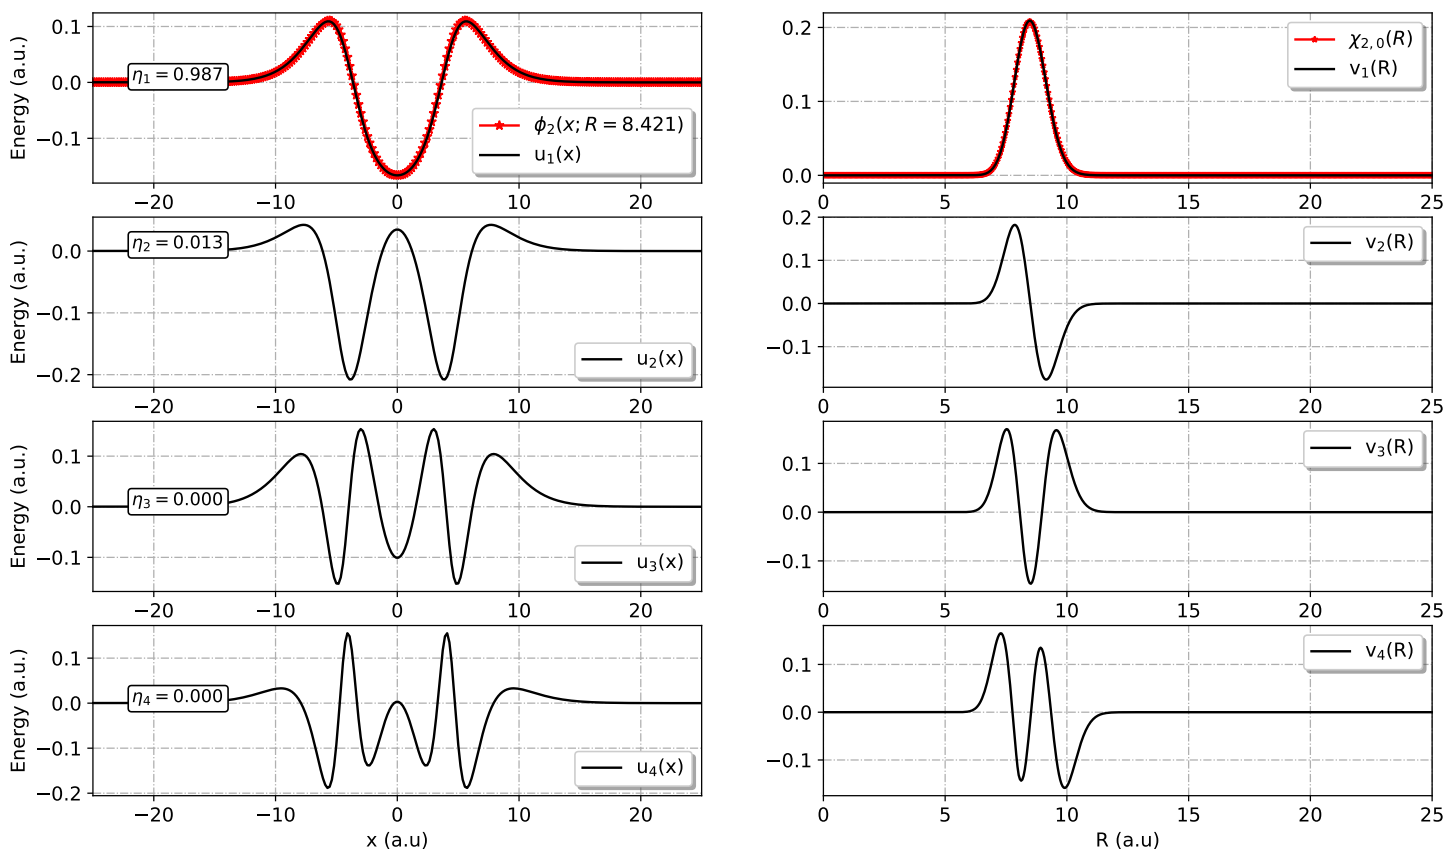 0.1
0.0
−0.1
Energy (a.u.)
η₁ = 0.987
ϕ₂(x; R = 8.421)
u₁(x)
−20 −10 0 10 20
0.2
0.1
0.0
χ₂,₀(R)
v₁(R)
0 5 10 15 20 25
0.0
−0.1
−0.2
Energy (a.u.)
η₂ = 0.013
u₂(x)
−20 −10 0 10 20
0.2
0.1
0.0
−0.1
v₂(R)
0 5 10 15 20 25
0.1
0.0
−0.1
Energy (a.u.)
η₃ = 0.000
u₃(x)
−20 −10 0 10 20
0.1
0.0
−0.1
v₃(R)
0 5 10 15 20 25
0.1
0.0
−0.1
−0.2
Energy (a.u.)
η₄ = 0.000
u₄(x)
−20 −10 0 10 20
x (a.u)
0.1
0.0
−0.1
v₄(R)
0 5 10 15 20 25
R (a.u)